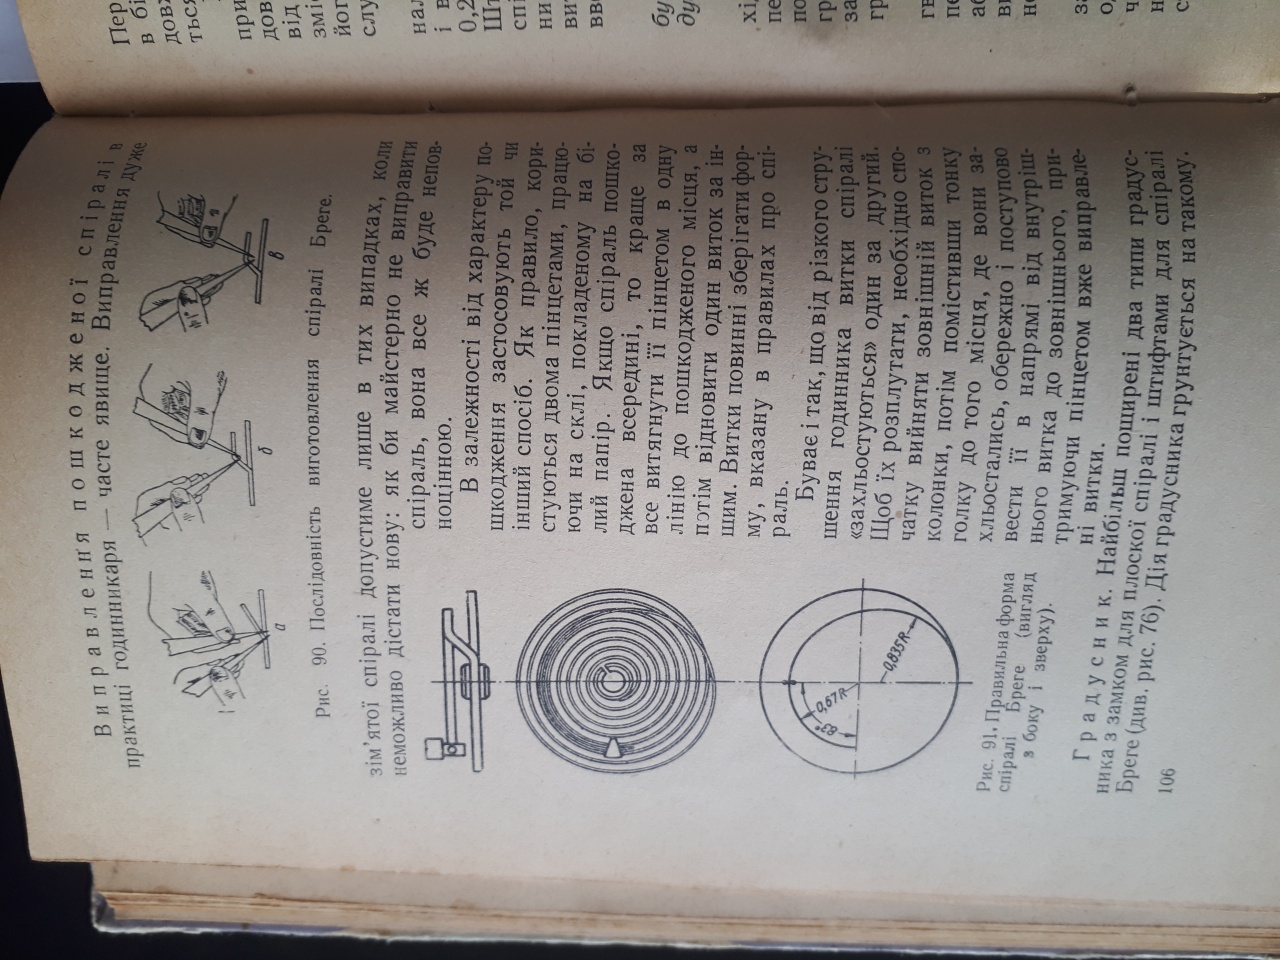 Виправлення пошкодженої спіралі в
практиці годинникаря — часте явище. Виправлення дуже
а
б
в
Рис. 90. Послідовність виготовлення спіралі Бреге.
зім’ятої спіралі допустиме лише в тих випадках, коли
неможливо дістати нову: як би майстерно не виправити
спіраль, вона все ж буде непов-
ноцінною.
В залежності від характеру по-
шкодження застосовують той чи
інший спосіб. Як правило, кори-
стуються двома пінцетами, працю-
ючи на склі, покладеному на бі-
лий папір. Якщо спіраль пошко-
джена всередині, то краще за
все витягнути її пінцетом в одну
лінію до пошкодженого місця, а
потім відновити один виток за ін-
шим. Витки повинні зберігати фор-
му, вказану в правилах про спі-
раль.
Буває і так, що від різкого стру-
шення годинника витки спіралі
«захльостуються» один за другий.
Щоб їх розплутати, необхідно спо-
чатку вийняти зовнішній виток з
колонки, потім помістивши тонку
голку до того місця, де вони за-
хльостались, обережно і поступово
вести її в напрямі від внутріш-
нього витка до зовнішнього, при-
тримуючи пінцетом вже виправле-
ні витки.
0,67R
83°
0,835R
Рис. 91. Правильна форма
спіралі Бреге (вигляд
з боку і зверху).
Градусник. Найбільш поширені два типи градус-
ника з замком для плоскої спіралі і штифтами для спіралі
Бреге (див. рис. 76). Дія градусника грунтується на такому.
106